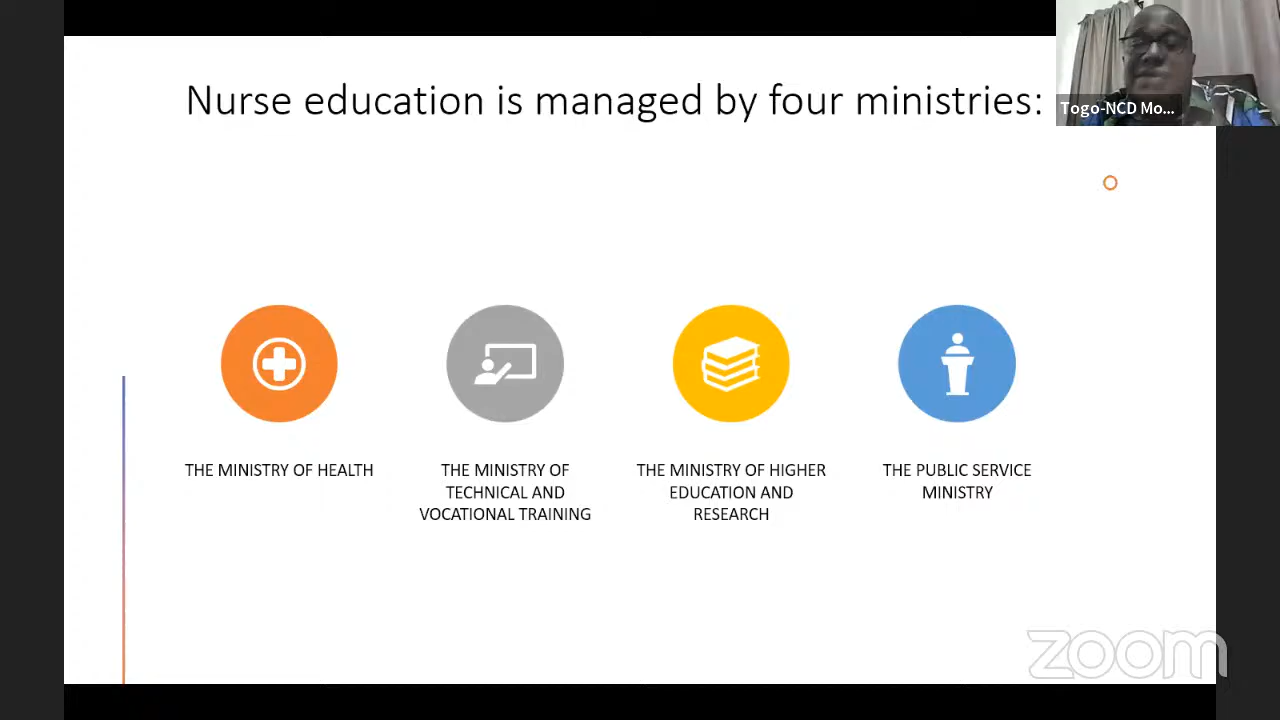 Nurse education is managed by four ministries:
Togo-NCD Mo...
THE MINISTRY OF HEALTH
THE MINISTRY OF
TECHNICAL AND
VOCATIONAL TRAINING
THE MINISTRY OF HIGHER
EDUCATION AND
RESEARCH
THE PUBLIC SERVICE
MINISTRY
zoom